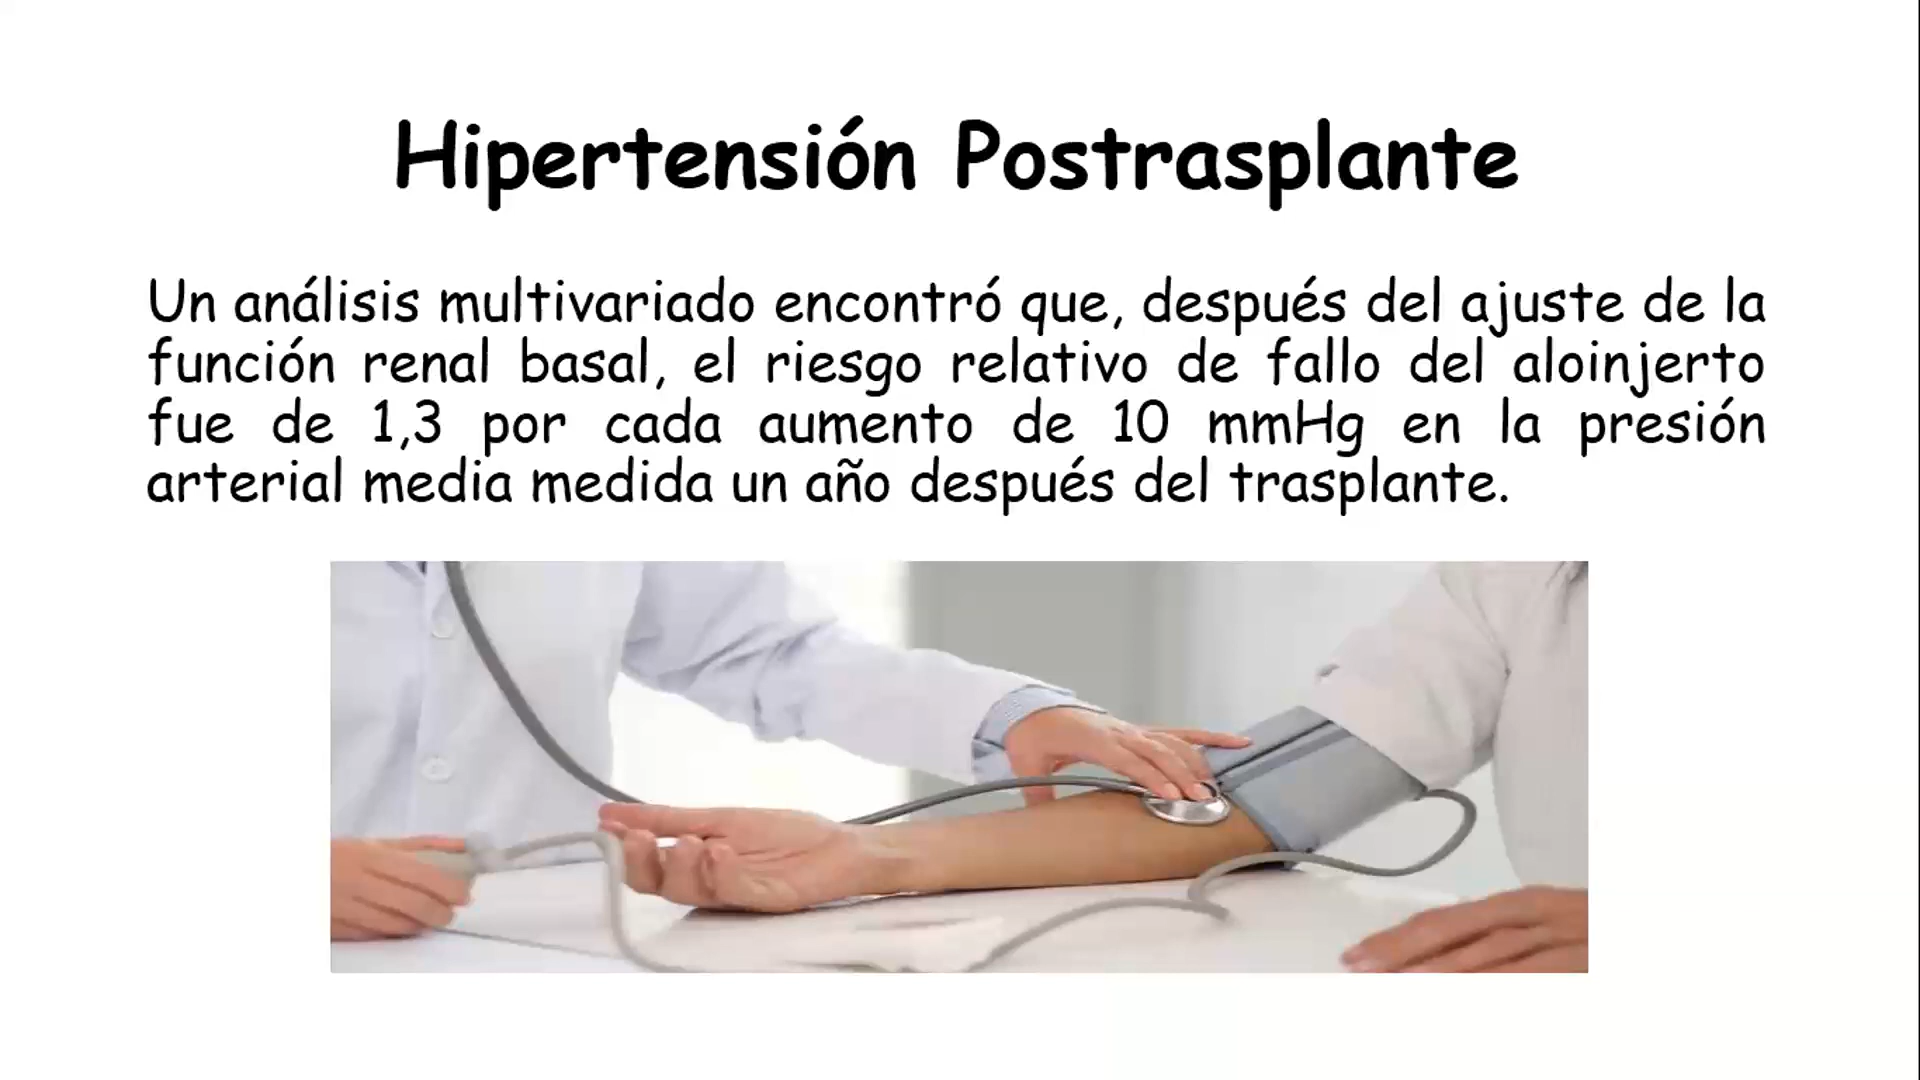 Hipertensión Postrasplante
Un análisis multivariado encontró que, después del ajuste de la
función renal basal, el riesgo relativo de fallo del aloinjerto
fue de 1,3 por cada aumento de 10 mmHg en la presión
arterial media medida un año después del trasplante.